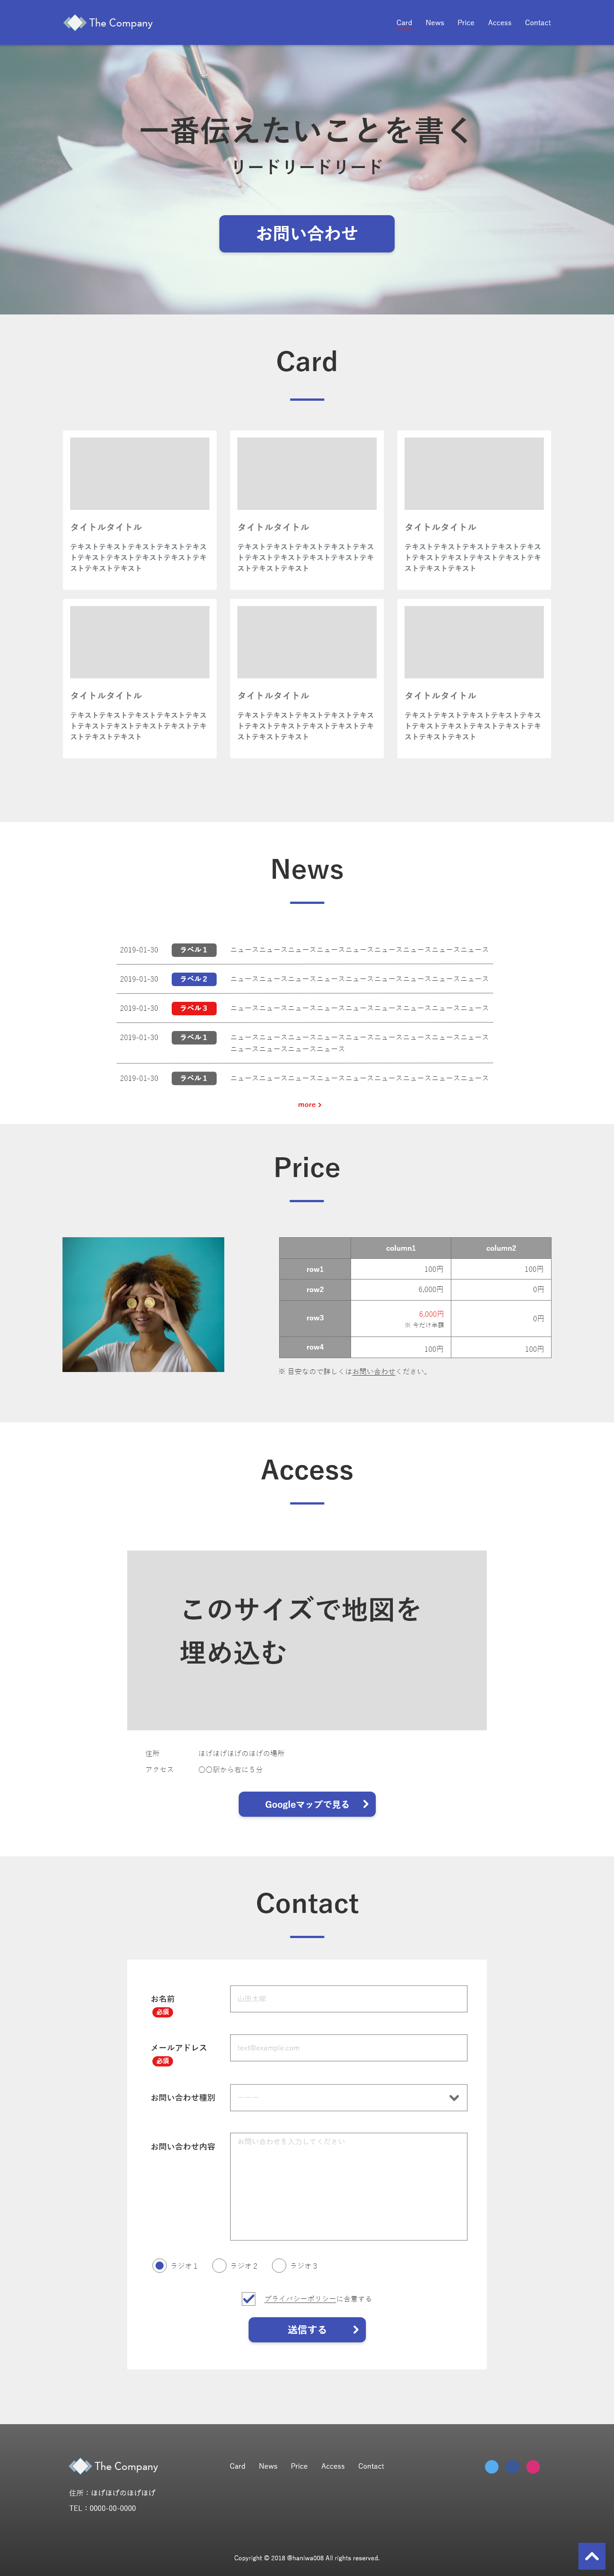 The Company
Card News Price Access Contact
一番伝えたいことを書く
リードリードリード
お問い合わせ
Card
タイトルタイトル
テキストテキストテキストテキストテキス
トテキストテキストテキストテキストテキ
ストテキストテキスト
タイトルタイトル
テキストテキストテキストテキストテキス
トテキストテキストテキストテキストテキ
ストテキストテキスト
タイトルタイトル
テキストテキストテキストテキストテキス
トテキストテキストテキストテキストテキ
ストテキストテキスト
タイトルタイトル
テキストテキストテキストテキストテキス
トテキストテキストテキストテキストテキ
ストテキストテキスト
タイトルタイトル
テキストテキストテキストテキストテキス
トテキストテキストテキストテキストテキ
ストテキストテキスト
タイトルタイトル
テキストテキストテキストテキストテキス
トテキストテキストテキストテキストテキ
ストテキストテキスト
News
2019-01-30 ラベル１ ニュースニュースニュースニュースニュースニュースニュースニュースニュース
2019-01-30 ラベル２ ニュースニュースニュースニュースニュースニュースニュースニュースニュース
2019-01-30 ラベル３ ニュースニュースニュースニュースニュースニュースニュースニュースニュース
2019-01-30 ラベル１ ニュースニュースニュースニュースニュースニュースニュースニュースニュース
ニュースニュースニュースニュース
2019-01-30 ラベル１ ニュースニュースニュースニュースニュースニュースニュースニュースニュース
more
Price
column1 column2
row1 100円 100円
row2 6,000円 0円
row3 6,000円 0円
※ 今だけ半額
row4 100円 100円
※ 目安なので詳しくはお問い合わせください。
Access
このサイズで地図を
埋め込む
住所 ほげほげほげのほげの場所
アクセス 〇〇駅から右に５分
Googleマップで見る
Contact
お名前
必須
山田太郎
メールアドレス
必須
text@example.com
お問い合わせ種別
ーーー
お問い合わせ内容
お問い合わせを入力してください
ラジオ１ ラジオ２ ラジオ３
プライバシーポリシーに合意する
送信する
The Company
Card News Price Access Contact
住所：ほげほげのほげほげ
TEL：0000-00-0000
Copyright © 2018 @haniwa008 All rights reserved.